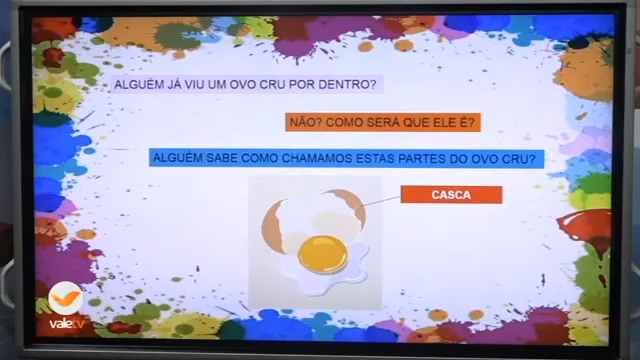 ALGUÉM JÁ VIU UM OVO CRU POR DENTRO?
NÃO? COMO SERÁ QUE ELE É?
ALGUÉM SABE COMO CHAMAMOS ESTAS PARTES DO OVO CRU?
CASCA
valetv